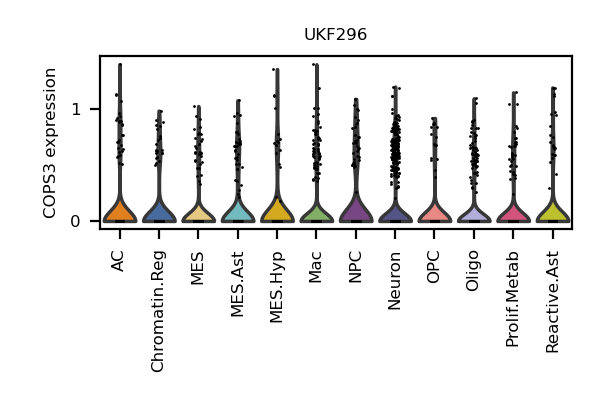 UKF296
COPS3 expression
1
0
AC
Chromatin.Reg
MES
MES.Ast
MES.Hyp
Mac
NPC
Neuron
OPC
Oligo
Prolif.Metab
Reactive.Ast